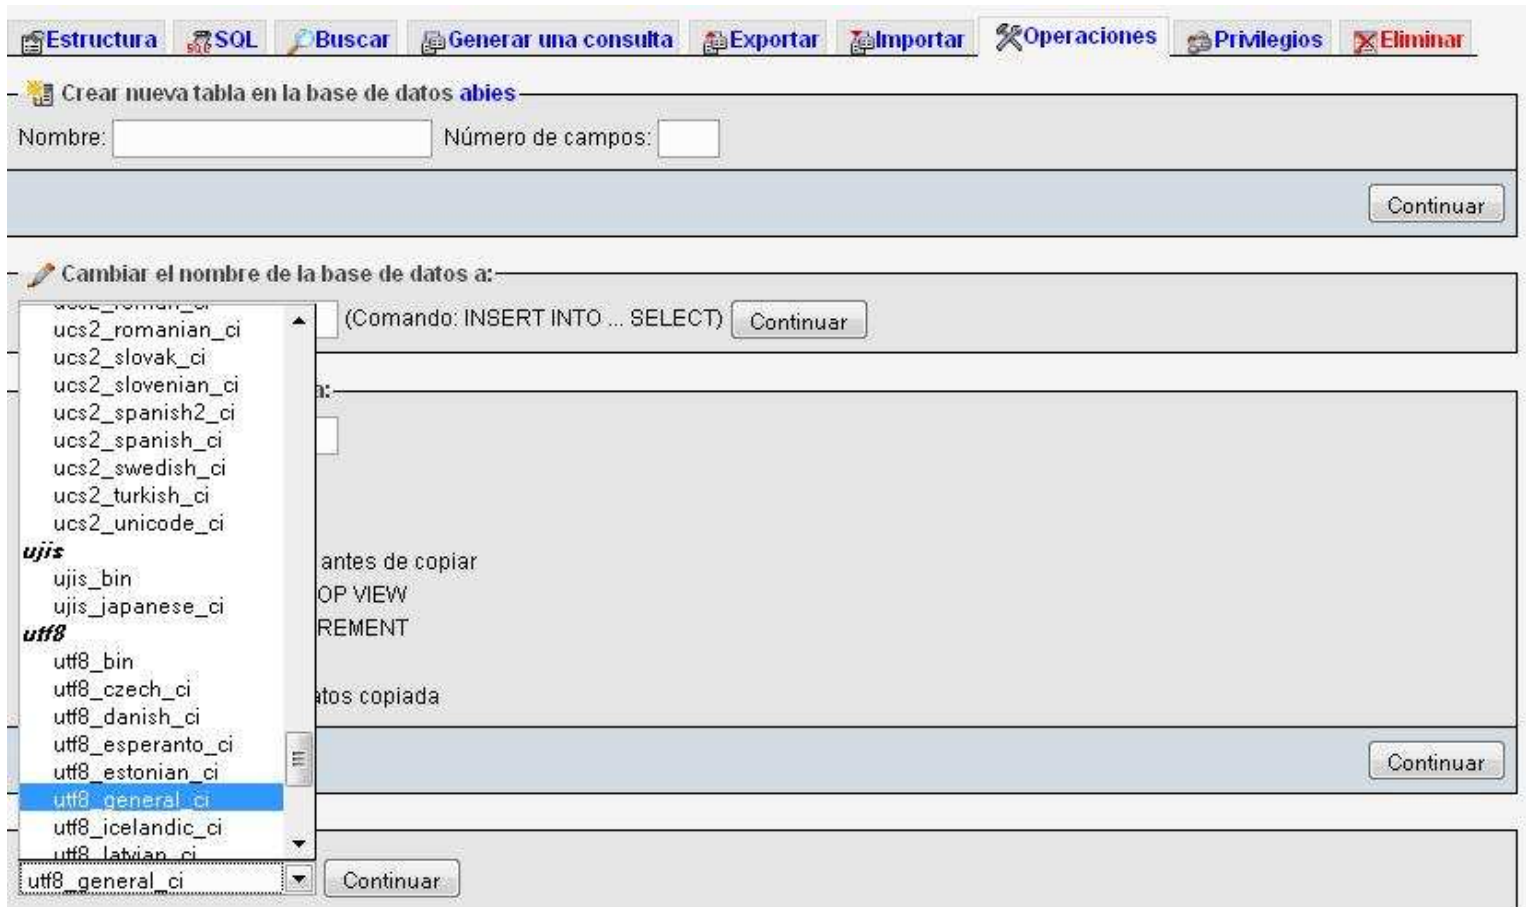 Estructura SQL Buscar Generar una consulta Exportar Importar Operaciones Privilegios Eliminar
Crear nueva tabla en la base de datos abies
Nombre: Número de campos:
Continuar
Cambiar el nombre de la base de datos a:
(Comando: INSERT INTO ... SELECT) Continuar
ucs2_romanian_ci
ucs2_slovak_ci
ucs2_slovenian_ci
a:
ucs2_spanish2_ci
ucs2_spanish_ci
ucs2_swedish_ci
ucs2_turkish_ci
ucs2_unicode_ci
ujis
antes de copiar
ujis_bin
OP VIEW
ujis_japanese_ci
utf8
REMENT
utf8_bin
utf8_czech_ci
atos copiada
utf8_danish_ci
utf8_esperanto_ci
utf8_estonian_ci
Continuar
utf8_general_ci
utf8_icelandic_ci
utf8_latvian_ci
utf8_general_ci Continuar